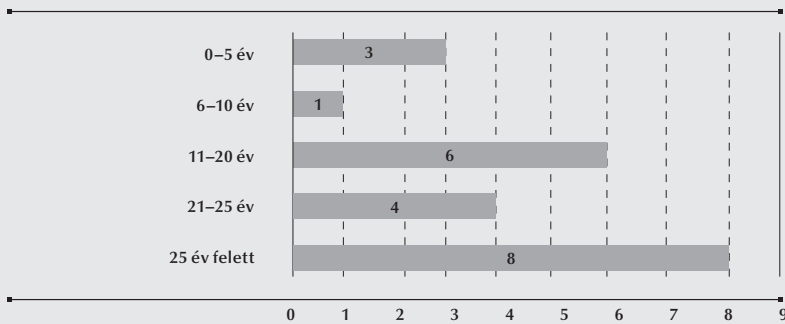 0–5 év 3
6–10 év 1
11–20 év 6
21–25 év 4
25 év felett 8
0 1 2 3 4 5 6 7 8 9